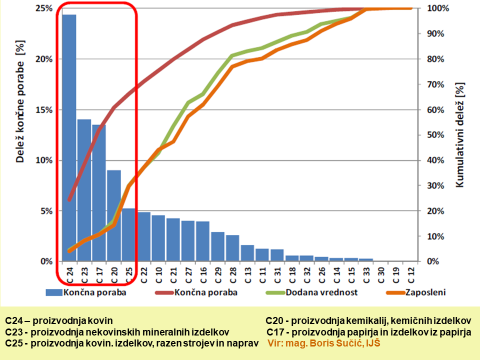 25%
20%
15%
10%
5%
0%
Delež končne porabe [%]
100%
90%
80%
70%
60%
50%
40%
30%
20%
10%
0%
Kumulativni delež [%]
C 24 C 23 C 17 C 20 C 25 C 22 C 10 C 21 C 27 C 16 C 29 C 28 C 13 C 11 C 31 C 18 C 32 C 26 C 14 C 15 C 33 C 30 C 19 C 12
Končna poraba Končna poraba Dodana vrednost Zaposleni
C24 – proizvodnja kovin
C23 - proizvodnja nekovinskih mineralnih izdelkov
C25 - proizvodnja kovin. izdelkov, razen strojev in naprav
C20 - proizvodnja kemikalij, kemičnih izdelkov
C17 - proizvodnja papirja in izdelkov iz papirja
Vir: mag. Boris Sučić, IJŠ